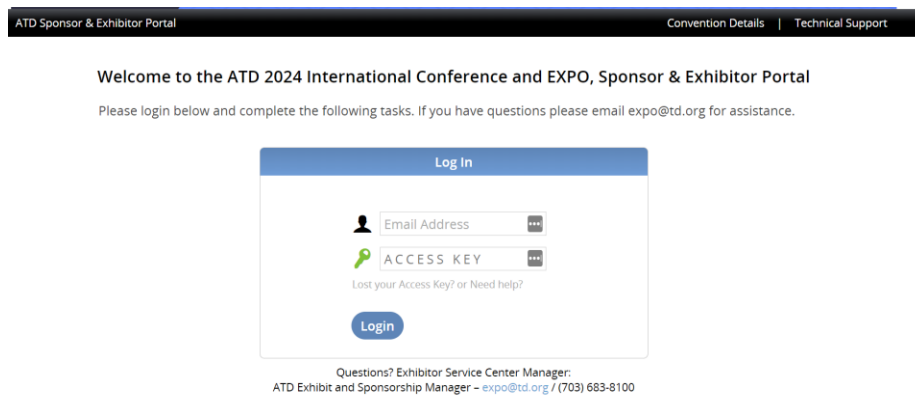 ATD Sponsor & Exhibitor Portal
Convention Details | Technical Support
Welcome to the ATD 2024 International Conference and EXPO, Sponsor & Exhibitor Portal
Please login below and complete the following tasks. If you have questions please email expo@td.org for assistance.
Log In
Email Address
ACCESS KEY
Lost your Access Key? or Need help?
Login
Questions? Exhibitor Service Center Manager:
ATD Exhibit and Sponsorship Manager – expo@td.org / (703) 683-8100